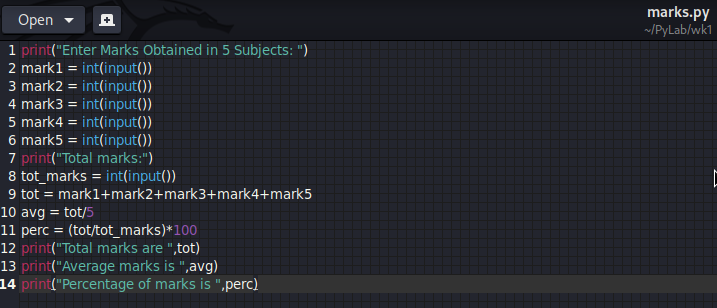 Open
marks.py
~/PyLab/wk1
1 print("Enter Marks Obtained in 5 Subjects: ")
2 mark1 = int(input())
3 mark2 = int(input())
4 mark3 = int(input())
5 mark4 = int(input())
6 mark5 = int(input())
7 print("Total marks:")
8 tot_marks = int(input())
9 tot = mark1+mark2+mark3+mark4+mark5
10 avg = tot/5
11 perc = (tot/tot_marks)*100
12 print("Total marks are ",tot)
13 print("Average marks is ",avg)
14 print("Percentage of marks is ",perc)